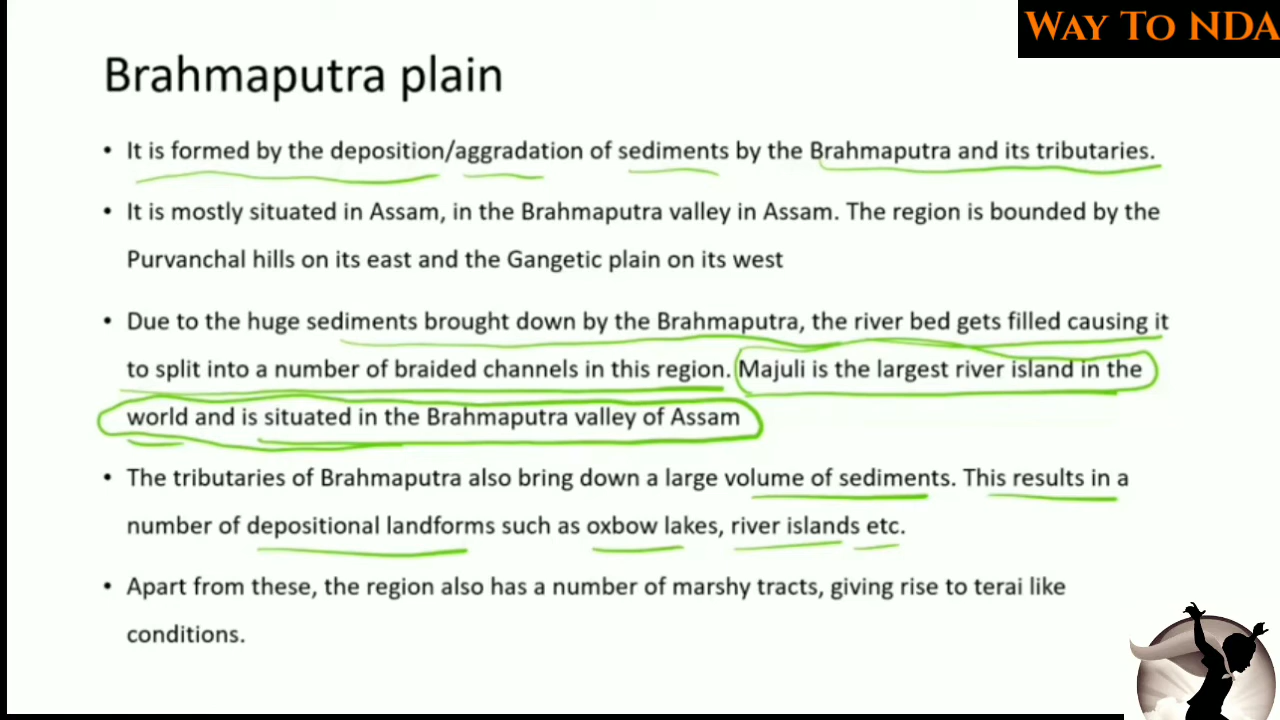 WAY TO NDA
Brahmaputra plain
• It is formed by the deposition/aggradation of sediments by the Brahmaputra and its tributaries.
• It is mostly situated in Assam, in the Brahmaputra valley in Assam. The region is bounded by the
Purvanchal hills on its east and the Gangetic plain on its west
• Due to the huge sediments brought down by the Brahmaputra, the river bed gets filled causing it
to split into a number of braided channels in this region. Majuli is the largest river island in the
world and is situated in the Brahmaputra valley of Assam
• The tributaries of Brahmaputra also bring down a large volume of sediments. This results in a
number of depositional landforms such as oxbow lakes, river islands etc.
• Apart from these, the region also has a number of marshy tracts, giving rise to terai like
conditions.